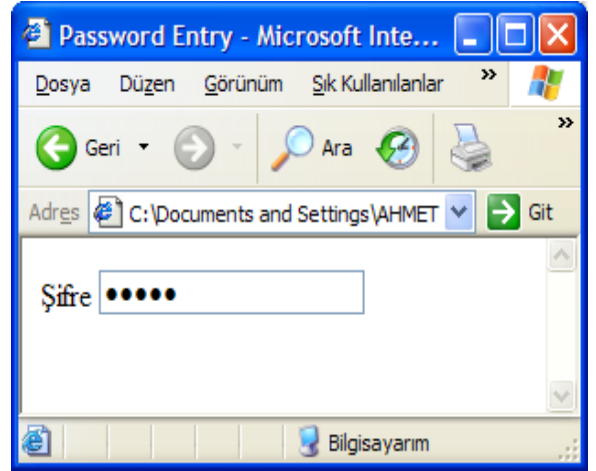 Password Entry - Microsoft Inte...
Dosya Düzen Görünüm Sık Kullanılanlar »
Geri Ara »
Adres C:\Documents and Settings\AHMET Git
Şifre •••••
Bilgisayarım